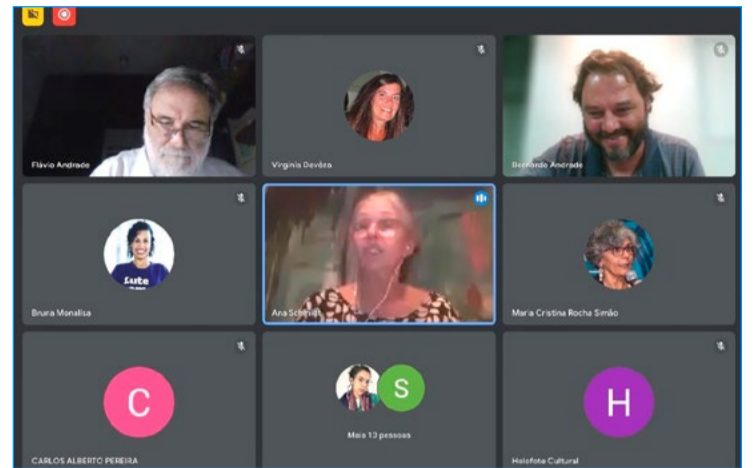 Flávio Andrade
Virginia Devêza
Bernardo Andrade
Lute
Bruna Monalisa
Ana Schmidt
Maria Cristina Rocha Simão
C
CARLOS ALBERTO PEREIRA
S
Mais 13 pessoas
H
Holofote Cultural